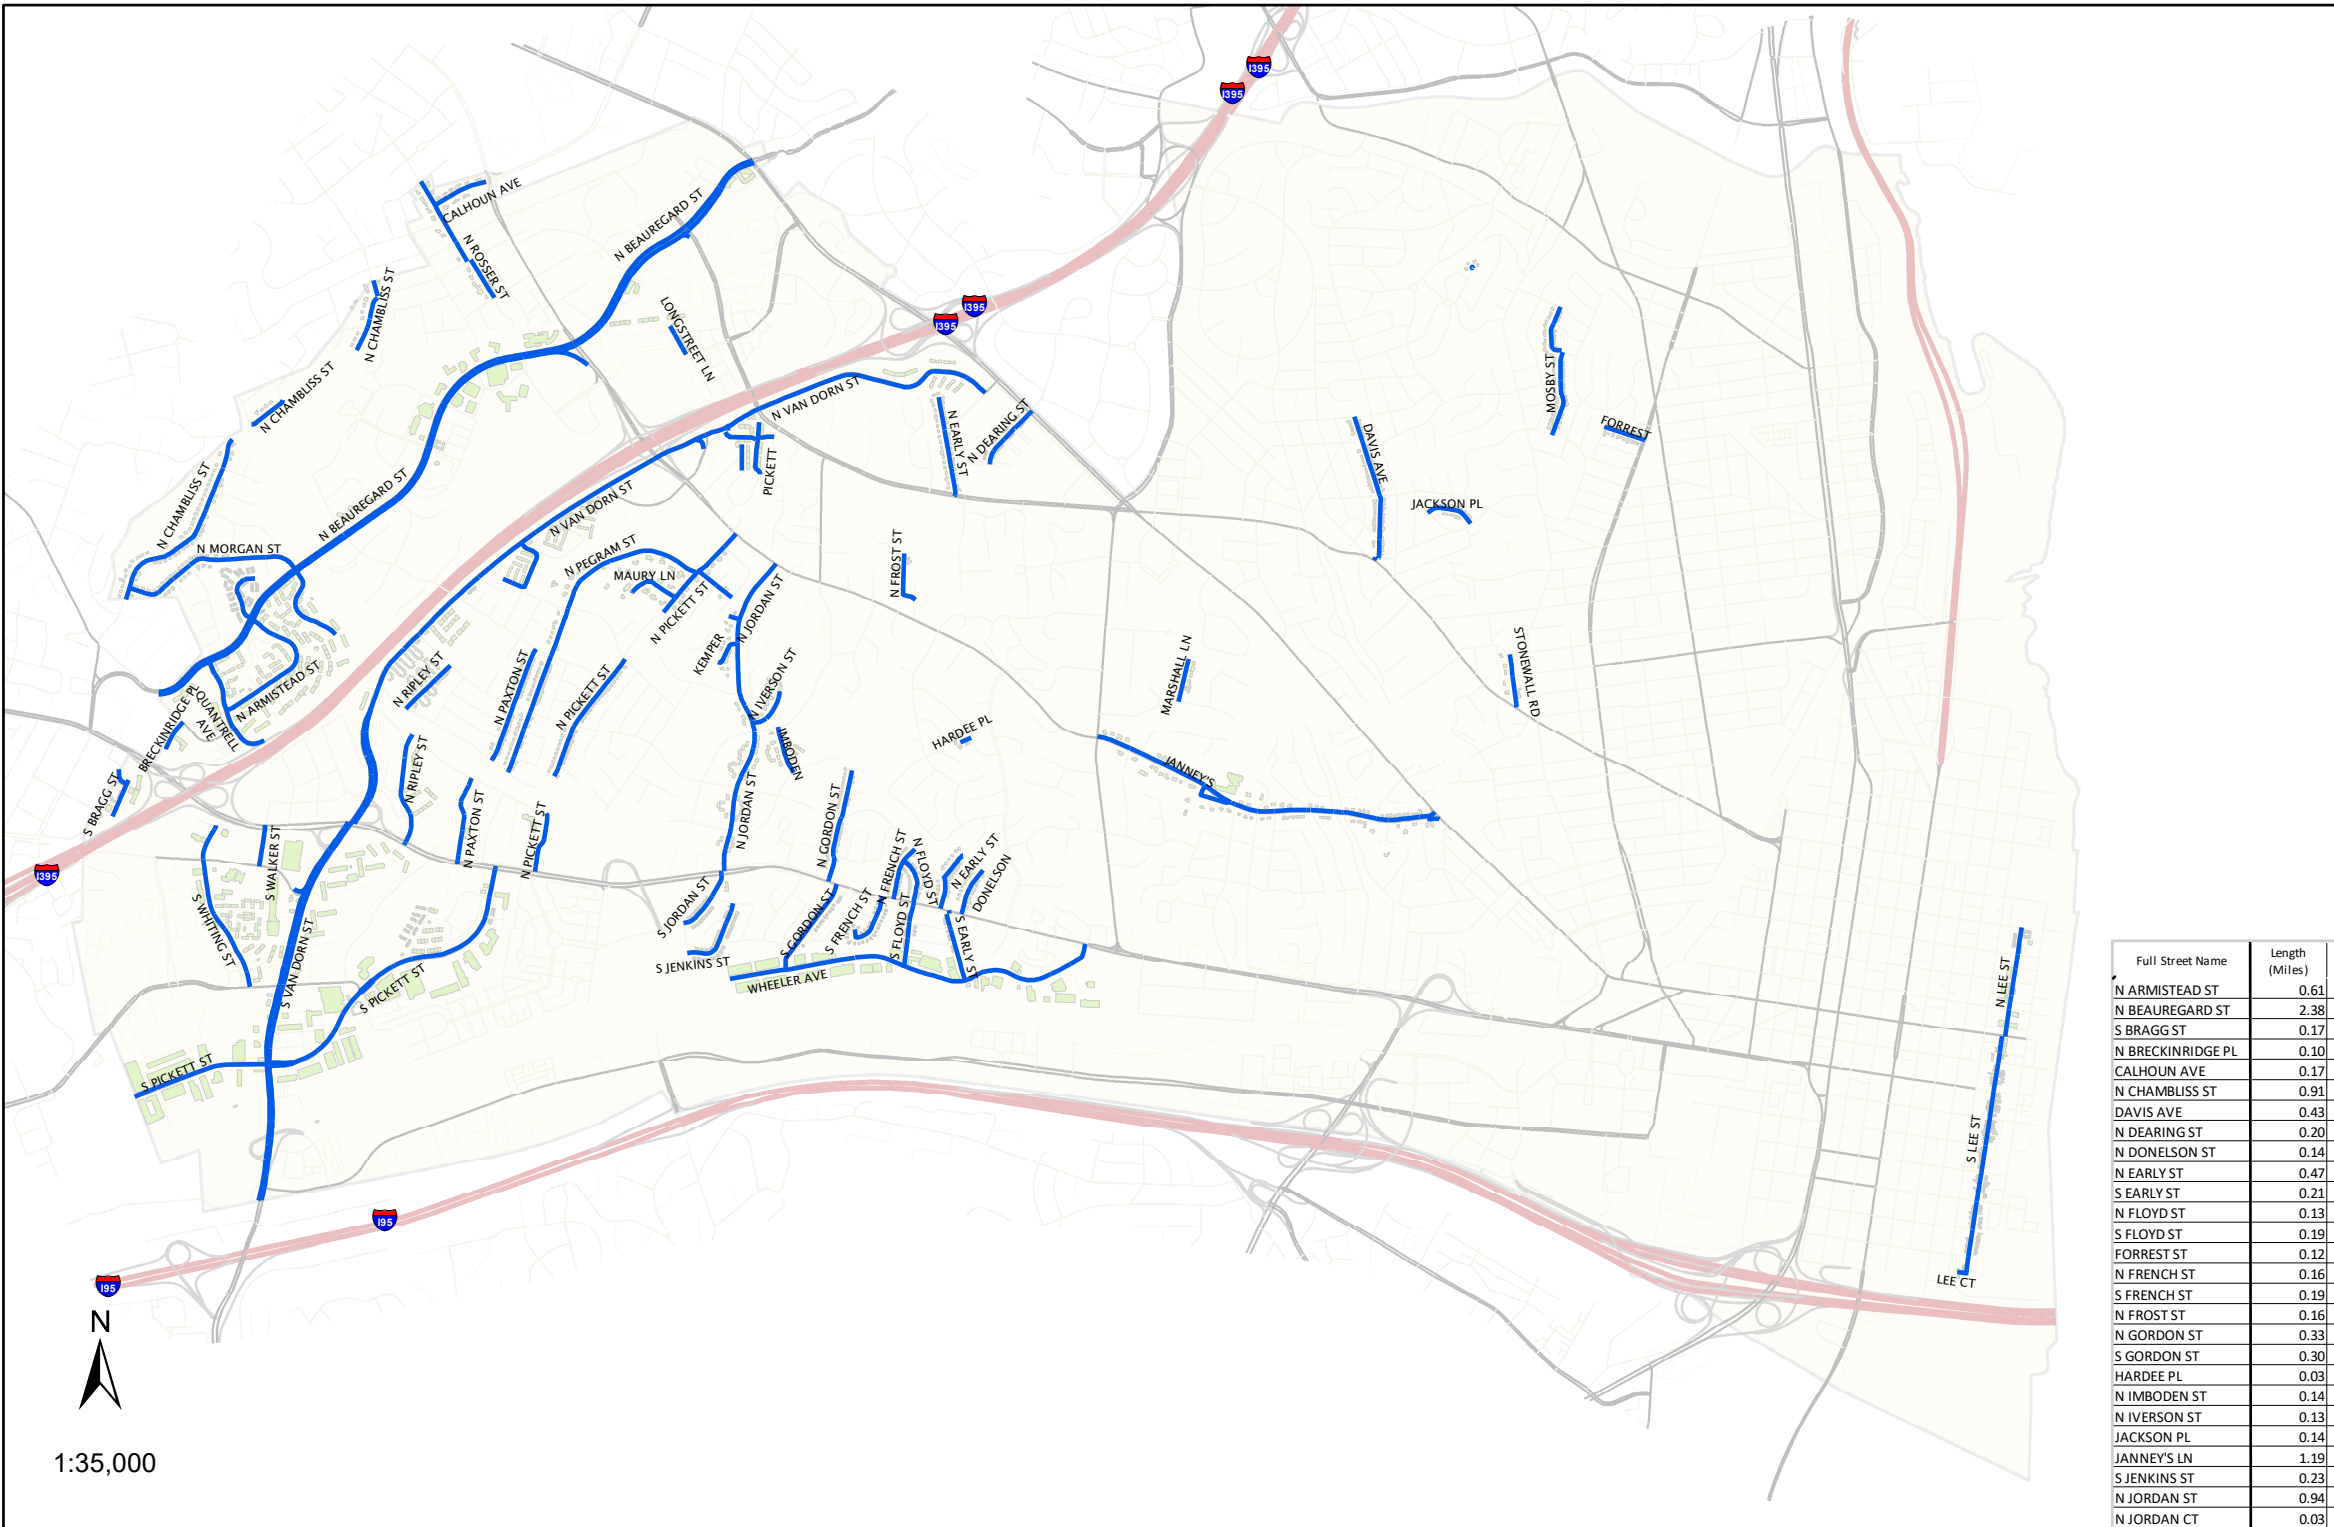 I395
I395
CALHOUN AVE
N BEAUREGARD ST
N ROSSER ST
N CHAMBLISS ST
LONGSTREET LN
I395
I395
N CHAMBLISS ST
N VAN DORN ST
MOSBY ST
FORREST
N EARLY ST
N DEARING ST
DAVIS AVE
PICKETT
N CHAMBLISS ST
N BEAUREGARD ST
N VAN DORN ST
JACKSON PL
N MORGAN ST
N PEGRAM ST
MAURY LN
N FROST ST
N PICKETT ST
N JORDAN ST
KEMPER
N RIPLEY ST
N PAXTON ST
N PICKETT ST
N IVERSON ST
MARSHALL LN
STONEWALL RD
N ARMISTEAD ST
QUANTRELL
AVE
BRECKINRIDGE PL
HARDEE PL
IMBODEN
JANNEY'S
S BRAGG ST
N RIPLEY ST
N PAXTON ST
N PICKETT ST
N JORDAN ST
N GORDON ST
I395
S WALKER ST
S WHITING ST
N FRENCH ST
N FLOYD ST
N EARLY ST
DONELSON
S JORDAN ST
S GORDON ST
S FRENCH ST
S FLOYD ST
S EARLY ST
S JENKINS ST
WHEELER AVE
S VAN DORN ST
S PICKETT ST
S PICKETT ST
N LEE ST
S LEE ST
LEE CT
I95
I95
N
1:35,000
Full Street Name Length
(Miles)
N ARMISTEAD ST 0.61
N BEAUREGARD ST 2.38
S BRAGG ST 0.17
N BRECKINRIDGE PL 0.10
CALHOUN AVE 0.17
N CHAMBLISS ST 0.91
DAVIS AVE 0.43
N DEARING ST 0.20
N DONELSON ST 0.14
N EARLY ST 0.47
S EARLY ST 0.21
N FLOYD ST 0.13
S FLOYD ST 0.19
FORREST ST 0.12
N FRENCH ST 0.16
S FRENCH ST 0.19
N FROST ST 0.16
N GORDON ST 0.33
S GORDON ST 0.30
HARDEE PL 0.03
N IMBODEN ST 0.14
N IVERSON ST 0.13
JACKSON PL 0.14
JANNEY'S LN 1.19
S JENKINS ST 0.23
N JORDAN ST 0.94
N JORDAN CT 0.03